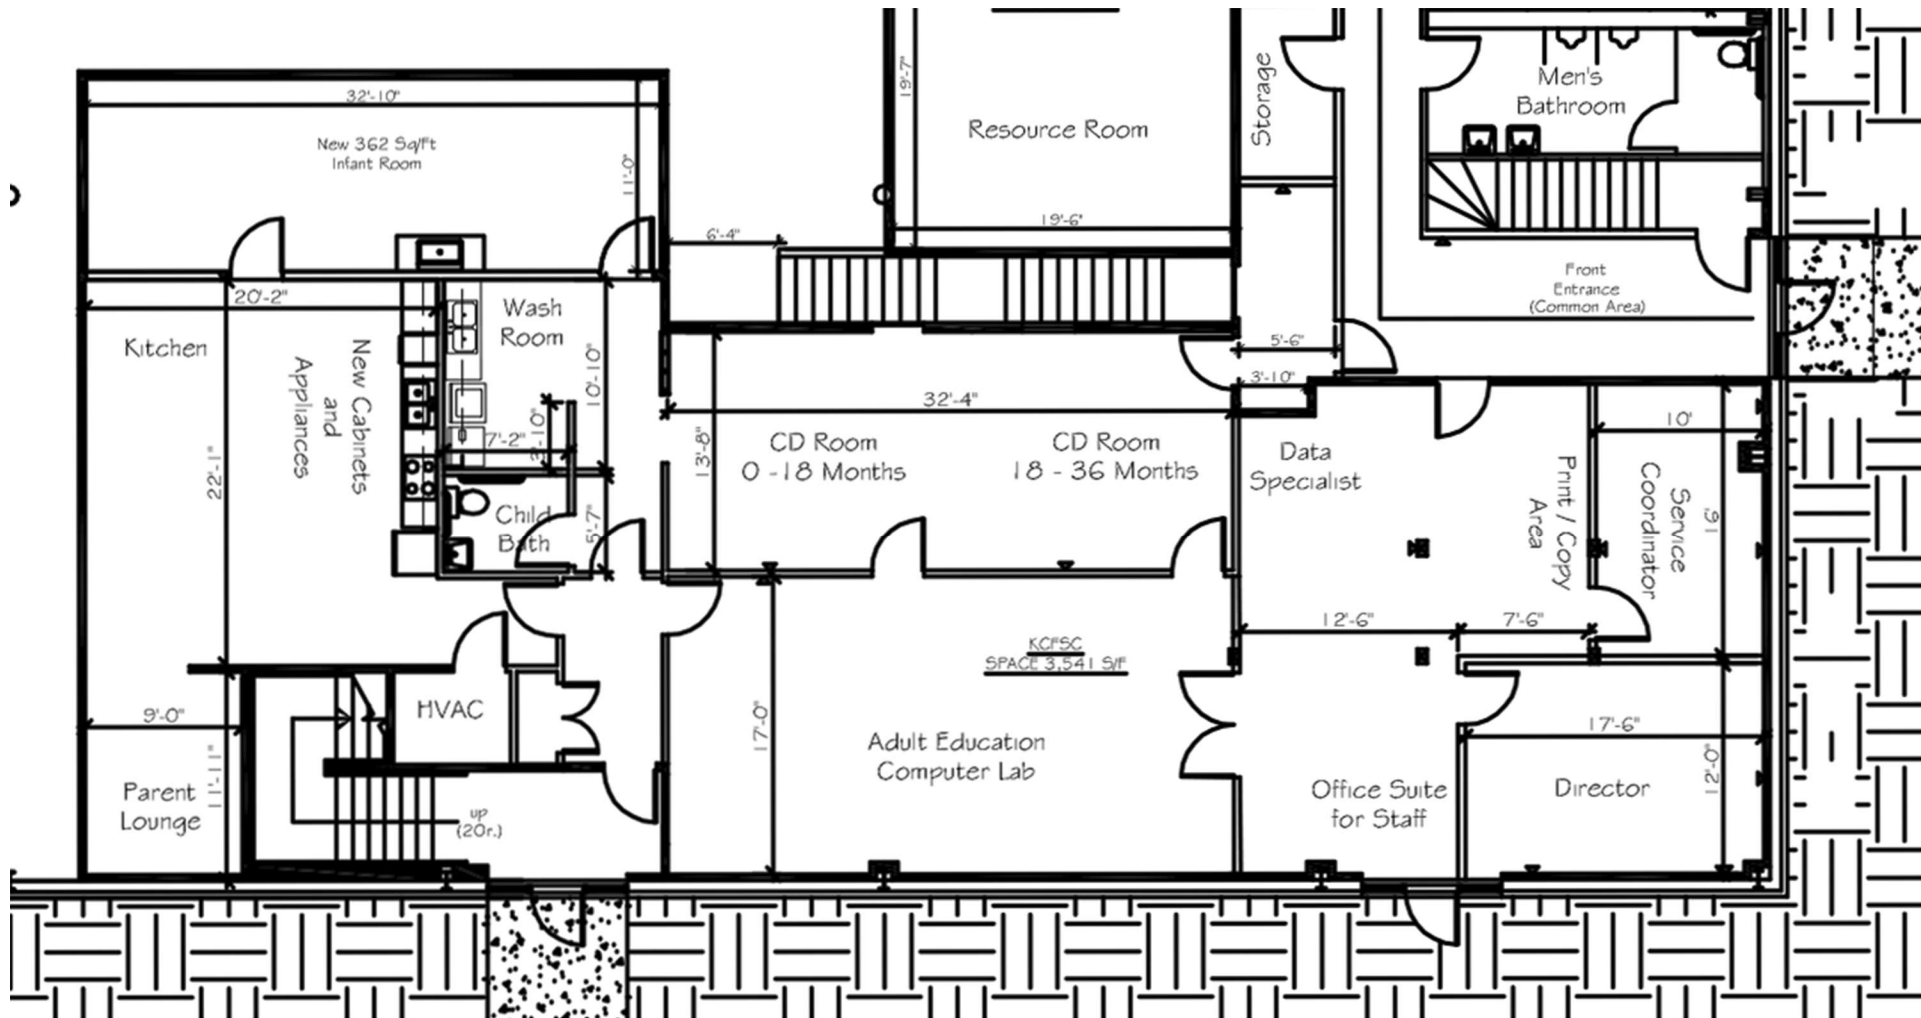 32'-10"
New 362 Sq/Ft
Infant Room
11'-0"
19'-7"
Resource Room
19'-6"
Storage
Men's
Bathroom
6'-4"
Front
Entrance
(Common Area)
20'-2"
Kitchen
New Cabinets
and
Appliances
Wash
Room
10'-10"
7'-2"
22'-1"
Child
Bath
5'-7"
5'-6"
3'-10"
32'-4"
13'-8"
CD Room
0 -18 Months
CD Room
18 - 36 Months
Data
Specialist
Print / Copy
Area
10'
Service
Coordinator
16'
12'-6"
7'-6"
KCFSC
SPACE 3,541 S/F
HVAC
9'-0"
11'-11"
Parent
Lounge
up
(20r.)
17'-0"
Adult Education
Computer Lab
Office Suite
for Staff
17'-6"
12'-0"
Director